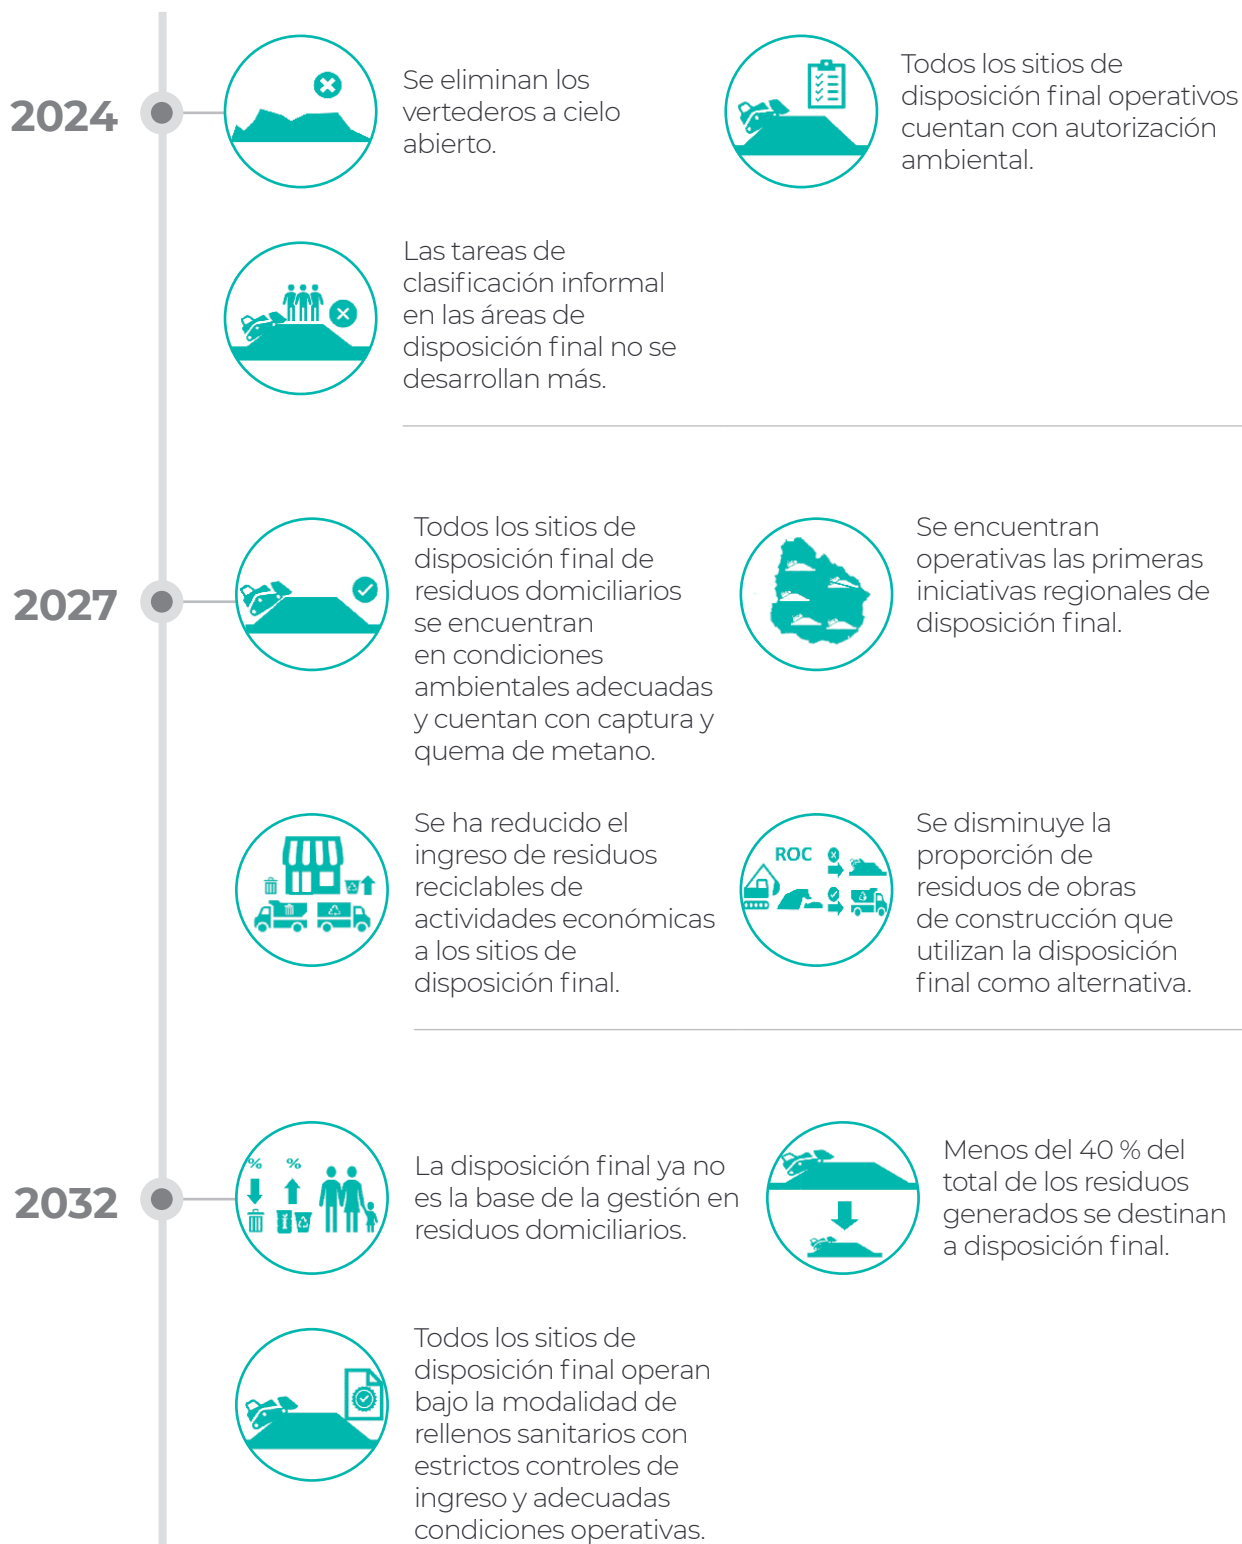 2024
Se eliminan los
vertederos a cielo
abierto.
Todos los sitios de
disposición final operativos
cuentan con autorización
ambiental.
Las tareas de
clasificación informal
en las áreas de
disposición final no se
desarrollan más.
2027
Todos los sitios de
disposición final de
residuos domiciliarios
se encuentran
en condiciones
ambientales adecuadas
y cuentan con captura y
quema de metano.
Se encuentran
operativas las primeras
iniciativas regionales de
disposición final.
Se ha reducido el
ingreso de residuos
reciclables de
actividades económicas
a los sitios de
disposición final.
ROC
Se disminuye la
proporción de
residuos de obras
de construcción que
utilizan la disposición
final como alternativa.
2032
% %
La disposición final ya no
es la base de la gestión en
residuos domiciliarios.
Menos del 40 % del
total de los residuos
generados se destinan
a disposición final.
Todos los sitios de
disposición final operan
bajo la modalidad de
rellenos sanitarios con
estrictos controles de
ingreso y adecuadas
condiciones operativas.